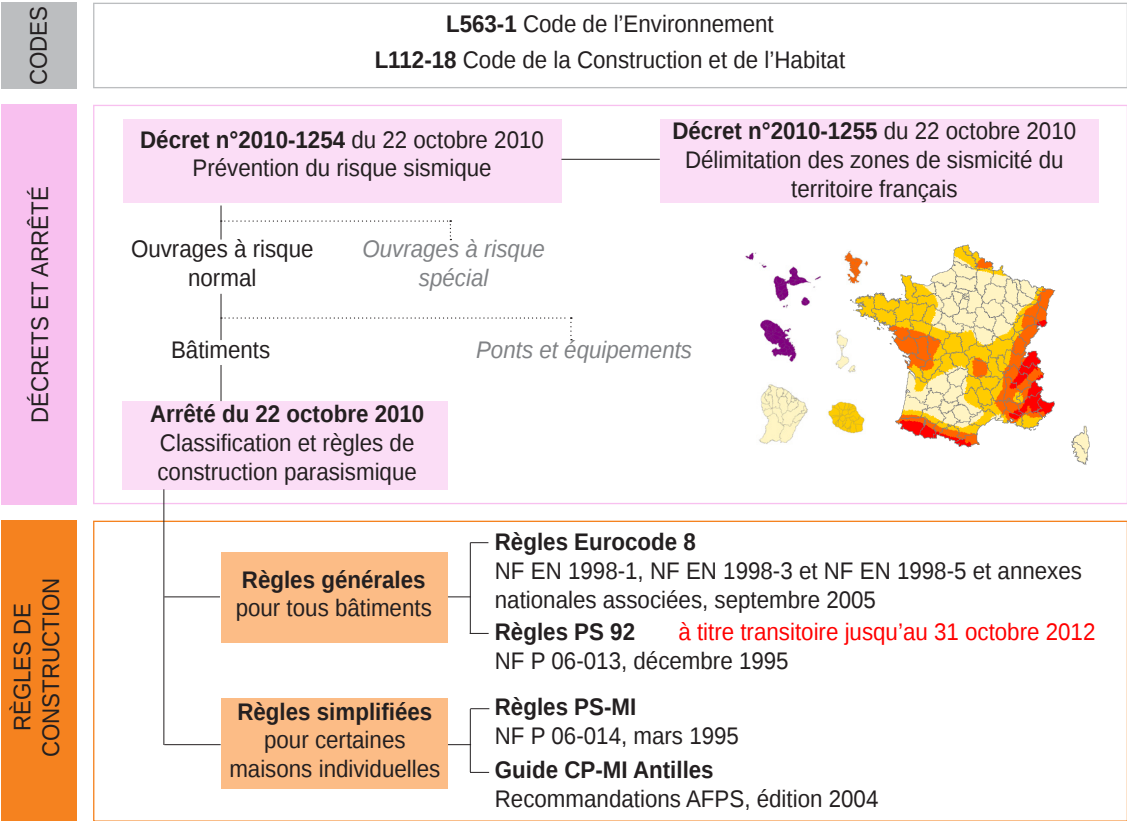 CODES
L563-1 Code de l’Environnement
L112-18 Code de la Construction et de l’Habitat
DÉCRETS ET ARRÊTÉ
Décret n°2010-1254 du 22 octobre 2010
Prévention du risque sismique
Décret n°2010-1255 du 22 octobre 2010
Délimitation des zones de sismicité du
territoire français
Ouvrages à risque
normal
Ouvrages à risque
spécial
Bâtiments
Ponts et équipements
Arrêté du 22 octobre 2010
Classification et règles de
construction parasismique
RÈGLES DE
CONSTRUCTION
Règles générales
pour tous bâtiments
Règles Eurocode 8
NF EN 1998-1, NF EN 1998-3 et NF EN 1998-5 et annexes
nationales associées, septembre 2005
Règles PS 92 à titre transitoire jusqu’au 31 octobre 2012
NF P 06-013, décembre 1995
Règles simplifiées
pour certaines
maisons individuelles
Règles PS-MI
NF P 06-014, mars 1995
Guide CP-MI Antilles
Recommandations AFPS, édition 2004